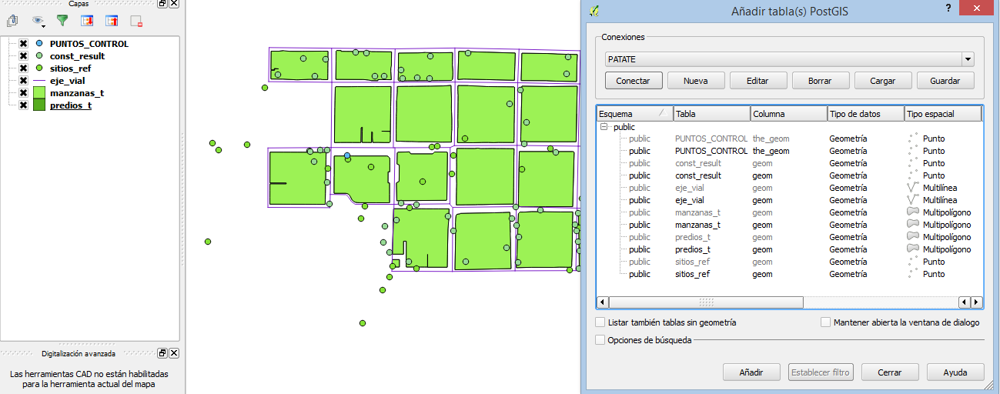 Capas
PUNTOS_CONTROL
const_result
sitios_ref
eje_vial
manzanas_t
predios_t
Digitalización avanzada
Las herramientas CAD no están habilitadas
para la herramienta actual del mapa
Añadir tabla(s) PostGIS
?
Conexiones
PATATE
Conectar Nueva Editar Borrar Cargar Guardar
Esquema Tabla Columna Tipo de datos Tipo espacial
public
public PUNTOS_CONTROL the_geom Geometría Punto
public PUNTOS_CONTROL the_geom Geometría Punto
public const_result geom Geometría Punto
public const_result geom Geometría Punto
public eje_vial geom Geometría Multilínea
public eje_vial geom Geometría Multilínea
public manzanas_t geom Geometría Multipolígono
public manzanas_t geom Geometría Multipolígono
public predios_t geom Geometría Multipolígono
public predios_t geom Geometría Multipolígono
public sitios_ref geom Geometría Punto
public sitios_ref geom Geometría Punto
Listar también tablas sin geometría Mantener abierta la ventana de dialogo
Opciones de búsqueda
Añadir Establecer filtro Cerrar Ayuda